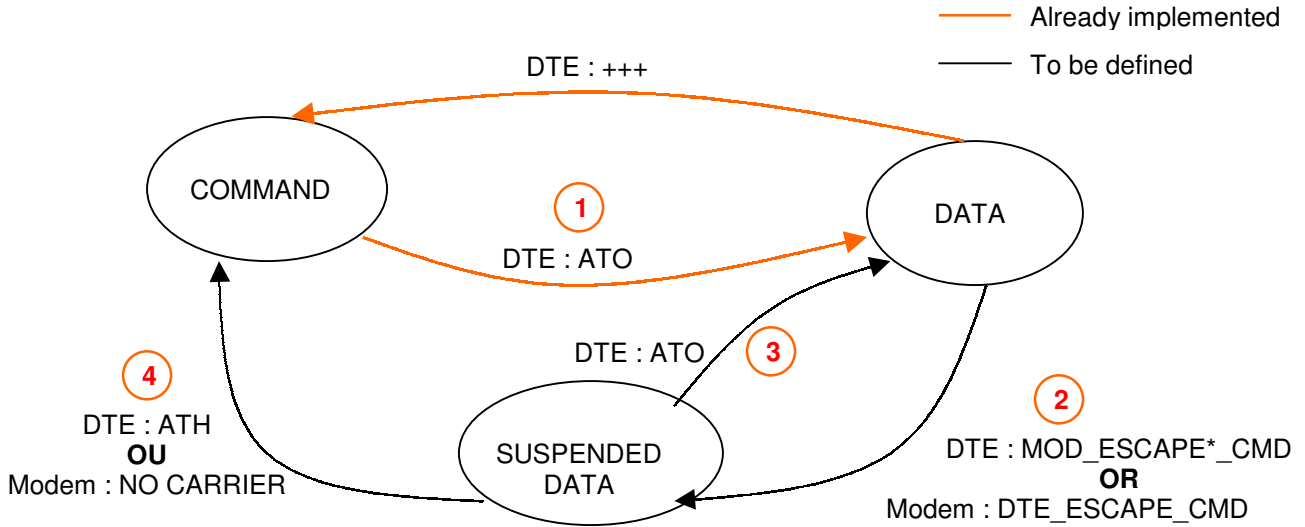 Already implemented
To be defined
DTE : +++
COMMAND
DATA
1
DTE : ATO
DTE : ATO
3
4
DTE : ATH
OU
Modem : NO CARRIER
SUSPENDED
DATA
2
DTE : MOD_ESCAPE*_CMD
OR
Modem : DTE_ESCAPE_CMD